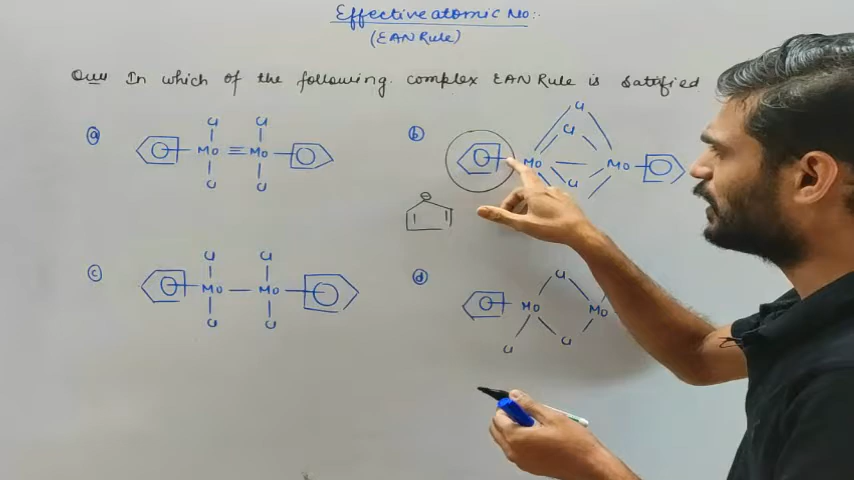 Effective atomic No:-
(EAN Rule)
Que In which of the following. complex EAN Rule is satified
a
Cl Cl
Mo ≡ Mo
Cl Cl
b
Cl
Cl
Mo — Mo
Cl
c
Cl Cl
Mo — Mo
Cl Cl
d
Cl
Mo Mo
Cl Cl